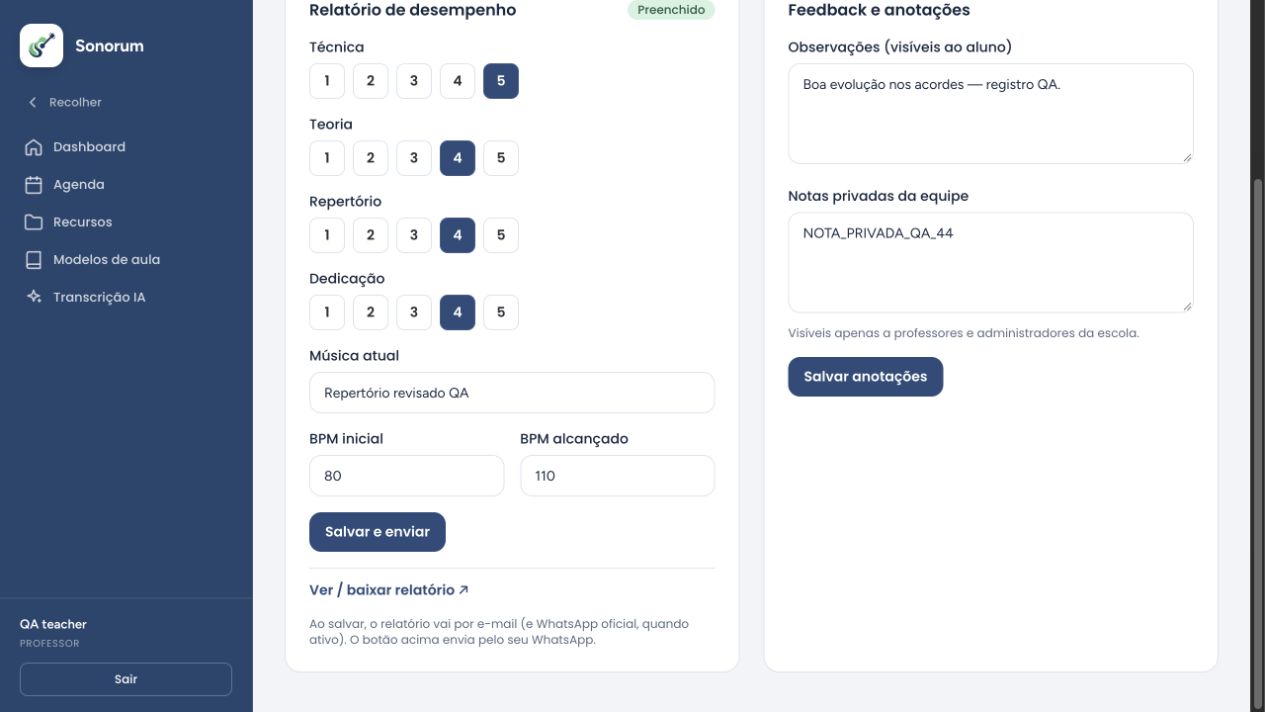 Sonorum
Recolher
Dashboard
Agenda
Recursos
Modelos de aula
Transcrição IA
QA teacher
PROFESSOR
Sair
Relatório de desempenho
Preenchido
Técnica
1 2 3 4 5
Teoria
1 2 3 4 5
Repertório
1 2 3 4 5
Dedicação
1 2 3 4 5
Música atual
Repertório revisado QA
BPM inicial BPM alcançado
80 110
Salvar e enviar
Ver / baixar relatório ↗
Ao salvar, o relatório vai por e-mail (e WhatsApp oficial, quando
ativo). O botão acima envia pelo seu WhatsApp.
Feedback e anotações
Observações (visíveis ao aluno)
Boa evolução nos acordes — registro QA.
Notas privadas da equipe
NOTA_PRIVADA_QA_44
Visíveis apenas a professores e administradores da escola.
Salvar anotações